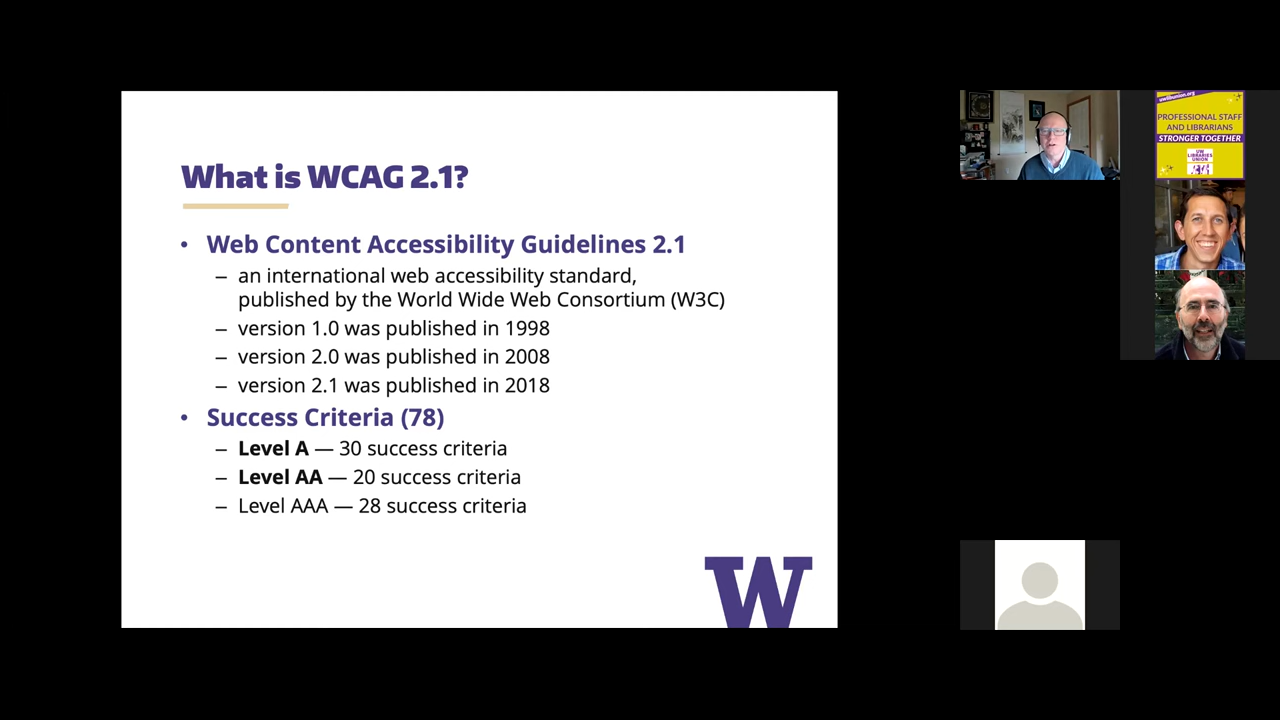 What is WCAG 2.1?
• Web Content Accessibility Guidelines 2.1
– an international web accessibility standard,
published by the World Wide Web Consortium (W3C)
– version 1.0 was published in 1998
– version 2.0 was published in 2008
– version 2.1 was published in 2018
• Success Criteria (78)
– Level A — 30 success criteria
– Level AA — 20 success criteria
– Level AAA — 28 success criteria
W
PROFESSIONAL STAFF
AND LIBRARIANS
STRONGER TOGETHER
UW
LIBRARIES
UNION